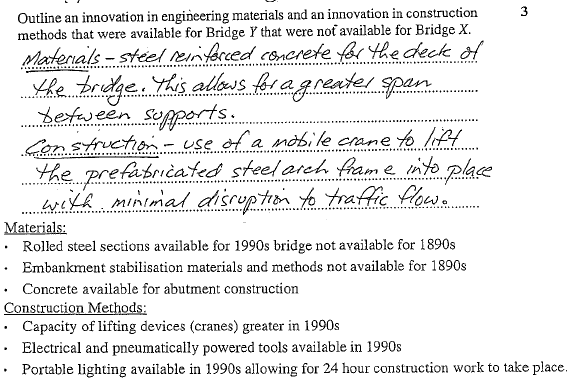 Outline an innovation in engineering materials and an innovation in construction 3
methods that were available for Bridge Y that were not available for Bridge X.
Materials – steel reinforced concrete for the deck of
the bridge. This allows for a greater span
between supports.
Construction – use of a mobile crane to lift
the prefabricated steel arch frame into place
with minimal disruption to traffic flow.
Materials:
· Rolled steel sections available for 1990s bridge not available for 1890s
· Embankment stabilisation materials and methods not available for 1890s
· Concrete available for abutment construction
Construction Methods:
· Capacity of lifting devices (cranes) greater in 1990s
· Electrical and pneumatically powered tools available in 1990s
· Portable lighting available in 1990s allowing for 24 hour construction work to take place.